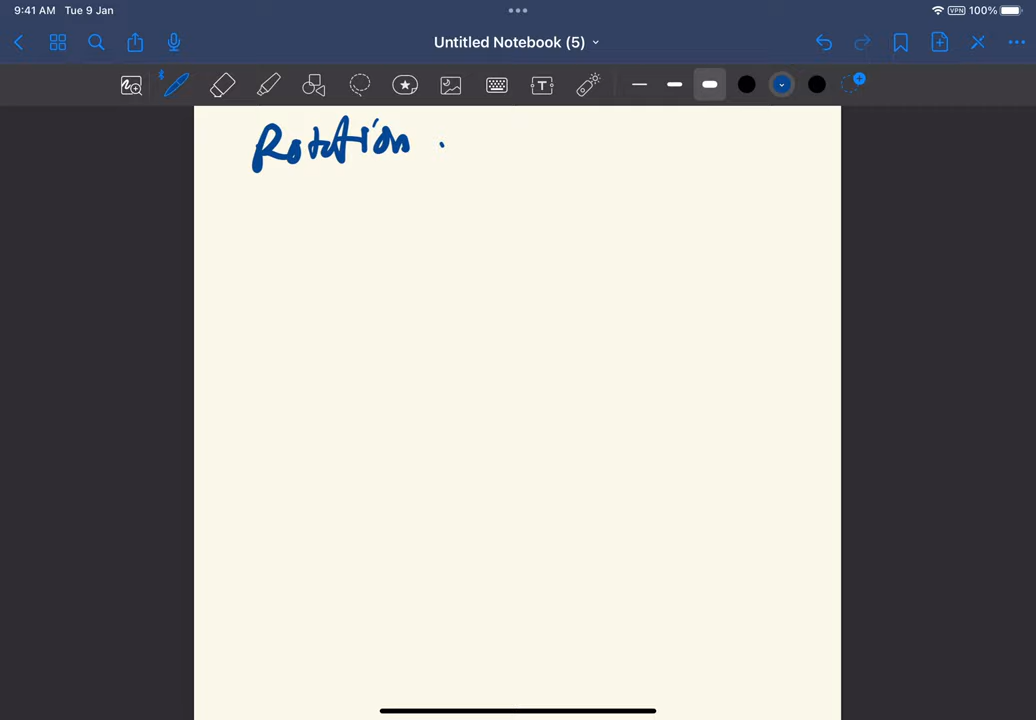 9:41 AM Tue 9 Jan
VPN 100%
Untitled Notebook (5)
T
Rotation .